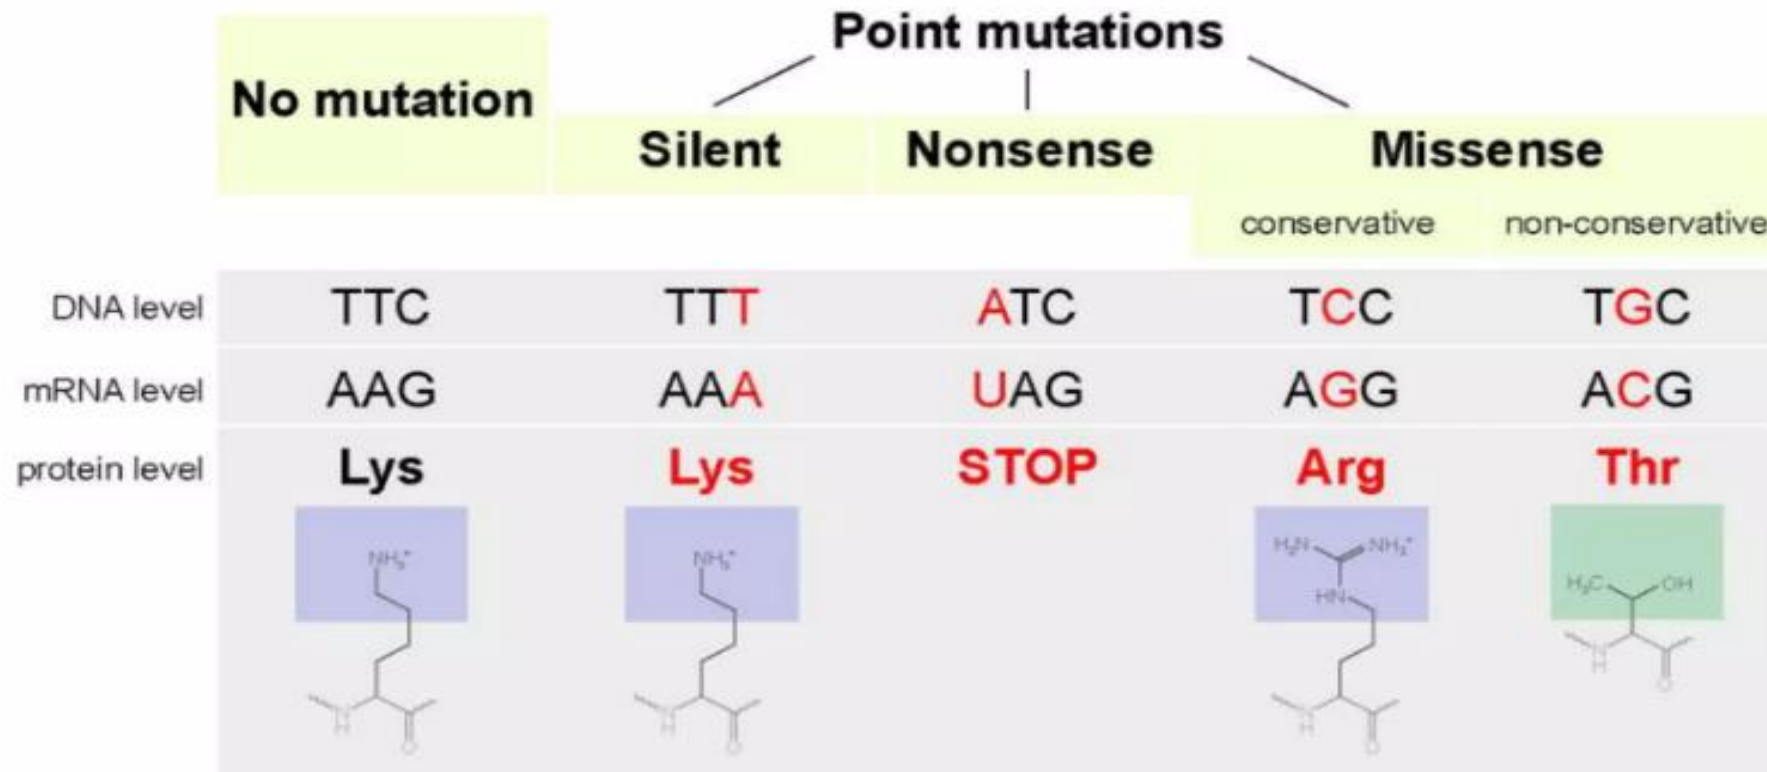 Point mutations
No mutation
Silent Nonsense Missense
conservative non-conservative
DNA level TTC TTT ATC TCC TGC
mRNA level AAG AAA UAG AGG ACG
protein level Lys Lys STOP Arg Thr
NH₃⁺ NH₃⁺ H₂N NH₂⁺
HN
H₃C OH
N H O N H O N H O N H O